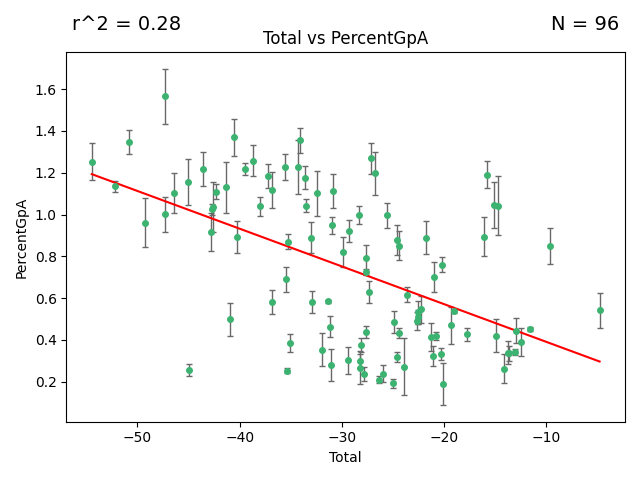 r^2 = 0.28
N = 96
Total vs PercentGpA
1.6
1.4
1.2
1.0
0.8
0.6
0.4
0.2
PercentGpA
−50
−40
−30
−20
−10
Total